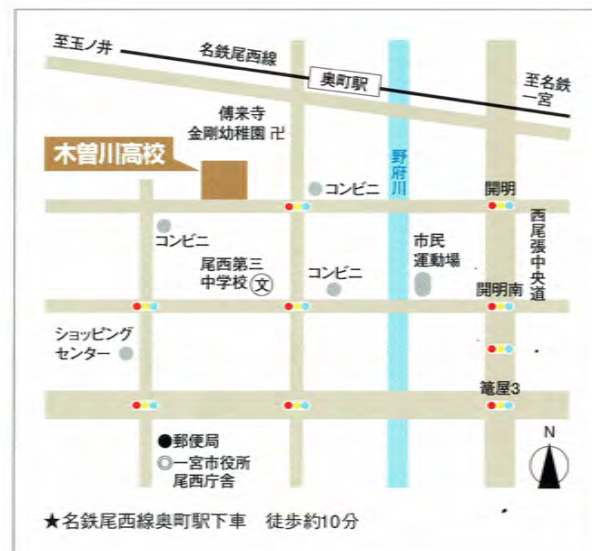 至玉ノ井
名鉄尾西線
奥町駅
至名鉄
一宮
傅来寺
金剛幼稚園 卍
木曽川高校
野府川
コンビニ
開明
西尾張中央道
コンビニ
尾西第三
中学校 文
コンビニ
市民
運動場
開明南
ショッピング
センター
篭屋3
●郵便局
◎一宮市役所
尾西庁舎
N
★名鉄尾西線奥町駅下車　徒歩約10分